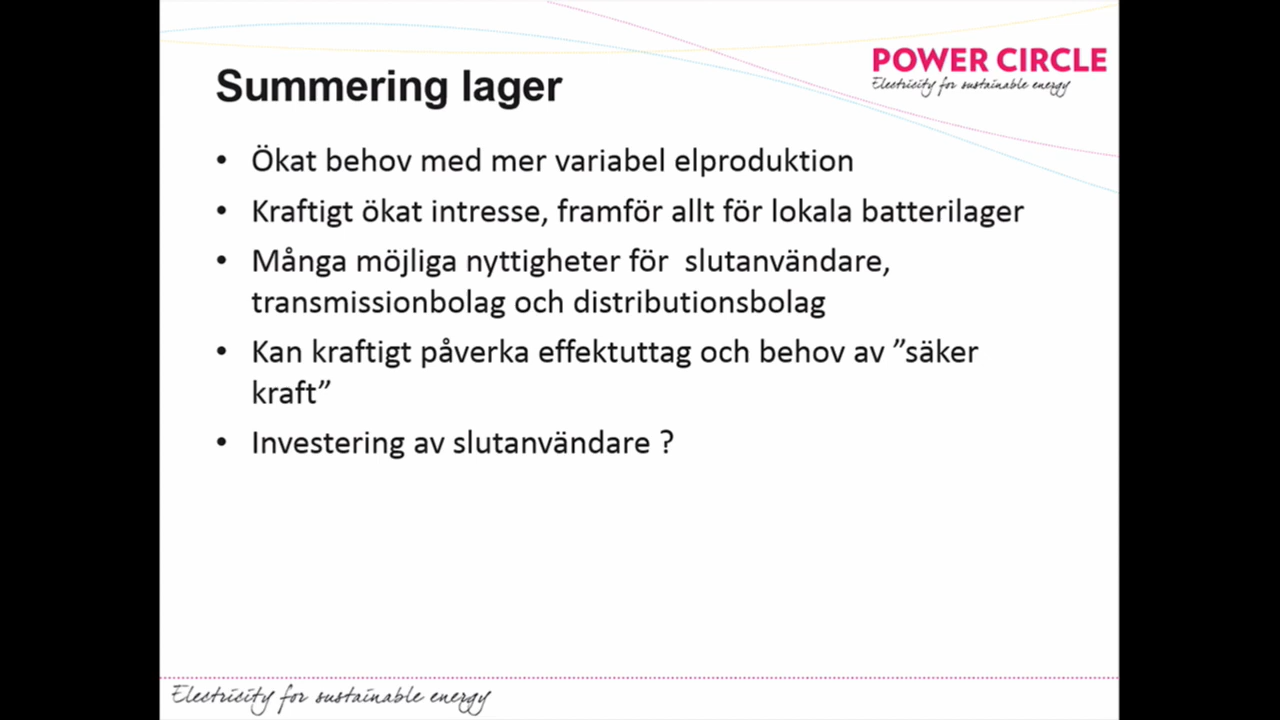 POWER CIRCLE
Electricity for sustainable energy
Summering lager
• Ökat behov med mer variabel elproduktion
• Kraftigt ökat intresse, framför allt för lokala batterilager
• Många möjliga nyttigheter för  slutanvändare,
transmissionbolag och distributionsbolag
• Kan kraftigt påverka effektuttag och behov av ”säker
kraft”
• Investering av slutanvändare ?
Electricity for sustainable energy